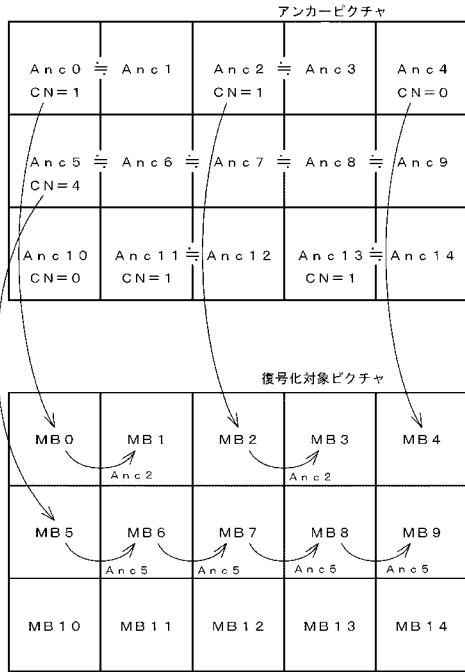 アンカーピクチャ
Anc0 ≒ Anc1 Anc2 ≒ Anc3 Anc4
CN=1 CN=1 CN=0
Anc5 ≒ Anc6 ≒ Anc7 ≒ Anc8 ≒ Anc9
CN=4
Anc10 Anc11 ≒ Anc12 Anc13 ≒ Anc14
CN=0 CN=1 CN=1
復号化対象ピクチャ
MB0 MB1 MB2 MB3 MB4
Anc2 Anc2
MB5 MB6 MB7 MB8 MB9
Anc5 Anc5 Anc5 Anc5
MB10 MB11 MB12 MB13 MB14